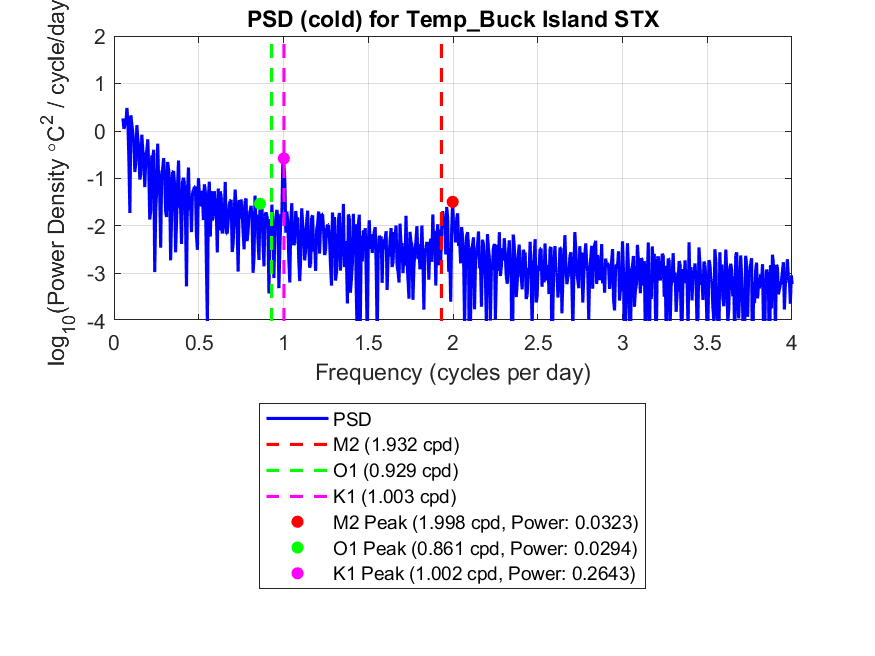 PSD (cold) for Temp_Buck Island STX
log10(Power Density °C2 / cycle/day
2
1
0
-1
-2
-3
-4
0 0.5 1 1.5 2 2.5 3 3.5 4
Frequency (cycles per day)
PSD
M2 (1.932 cpd)
O1 (0.929 cpd)
K1 (1.003 cpd)
M2 Peak (1.998 cpd, Power: 0.0323)
O1 Peak (0.861 cpd, Power: 0.0294)
K1 Peak (1.002 cpd, Power: 0.2643)